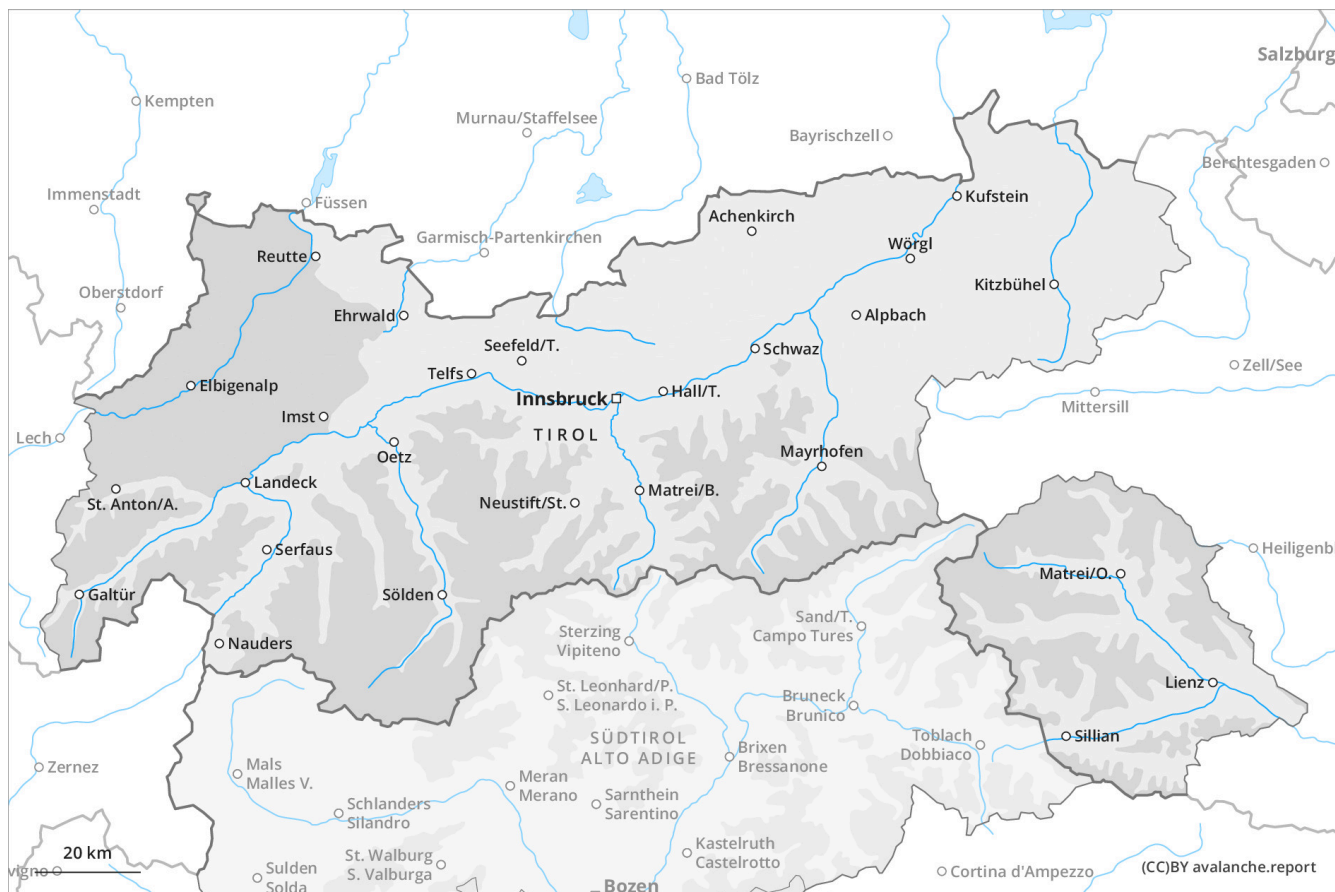 Salzburg
Bad Tölz
Kempten
Murnau/Staffelsee
Bayrischzell
Berchtesgaden
Immenstadt
Füssen
Kufstein
Achenkirch
Garmisch-Partenkirchen
Wörgl
Reutte
Kitzbühel
Oberstdorf
Ehrwald
Alpbach
Seefeld/T.
Schwaz
Zell/See
Telfs
Elbigenalp
Hall/T.
Innsbruck
Mittersill
Imst
TIROL
Lech
Oetz
Mayrhofen
Landeck
St. Anton/A.
Neustift/St.
Matrei/B.
Serfaus
Heiligenb
Matrei/O.
Galtür
Sölden
Sand/T.
Campo Tures
Sterzing
Vipiteno
Nauders
Lienz
St. Leonhard/P.
S. Leonardo i. P.
Bruneck
Brunico
Sillian
Toblach
Dobbiaco
SÜDTIROL
ALTO ADIGE
Brixen
Bressanone
Zernez
Mals
Malles V.
Meran
Merano
Schlanders
Silandro
Sarnthein
Sarentino
Kastelruth
Castelrotto
20 km
St. Walburg
S. Valburga
vigno
Sulden
Solda
Cortina d'Ampezzo
(CC)BY avalanche.report
Bozen